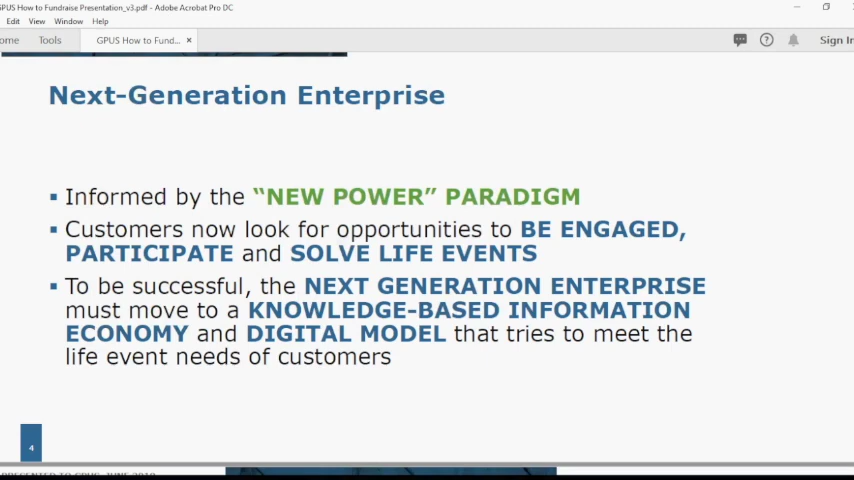 GPUS How to Fundraise Presentation_v3.pdf - Adobe Acrobat Pro DC
Edit View Window Help
ome Tools GPUS How to Fund... × ? Sign In
Next-Generation Enterprise
▪ Informed by the “NEW POWER” PARADIGM
▪ Customers now look for opportunities to BE ENGAGED,
PARTICIPATE and SOLVE LIFE EVENTS
▪ To be successful, the NEXT GENERATION ENTERPRISE
must move to a KNOWLEDGE-BASED INFORMATION
ECONOMY and DIGITAL MODEL that tries to meet the
life event needs of customers
4